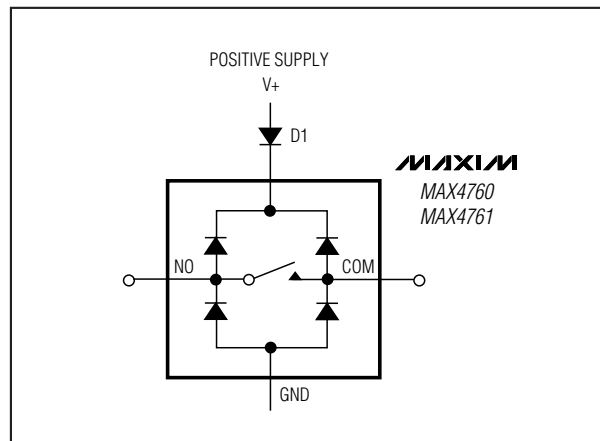 POSITIVE SUPPLY
V+
D1
MAXIM
MAX4760
MAX4761
NO
COM
GND